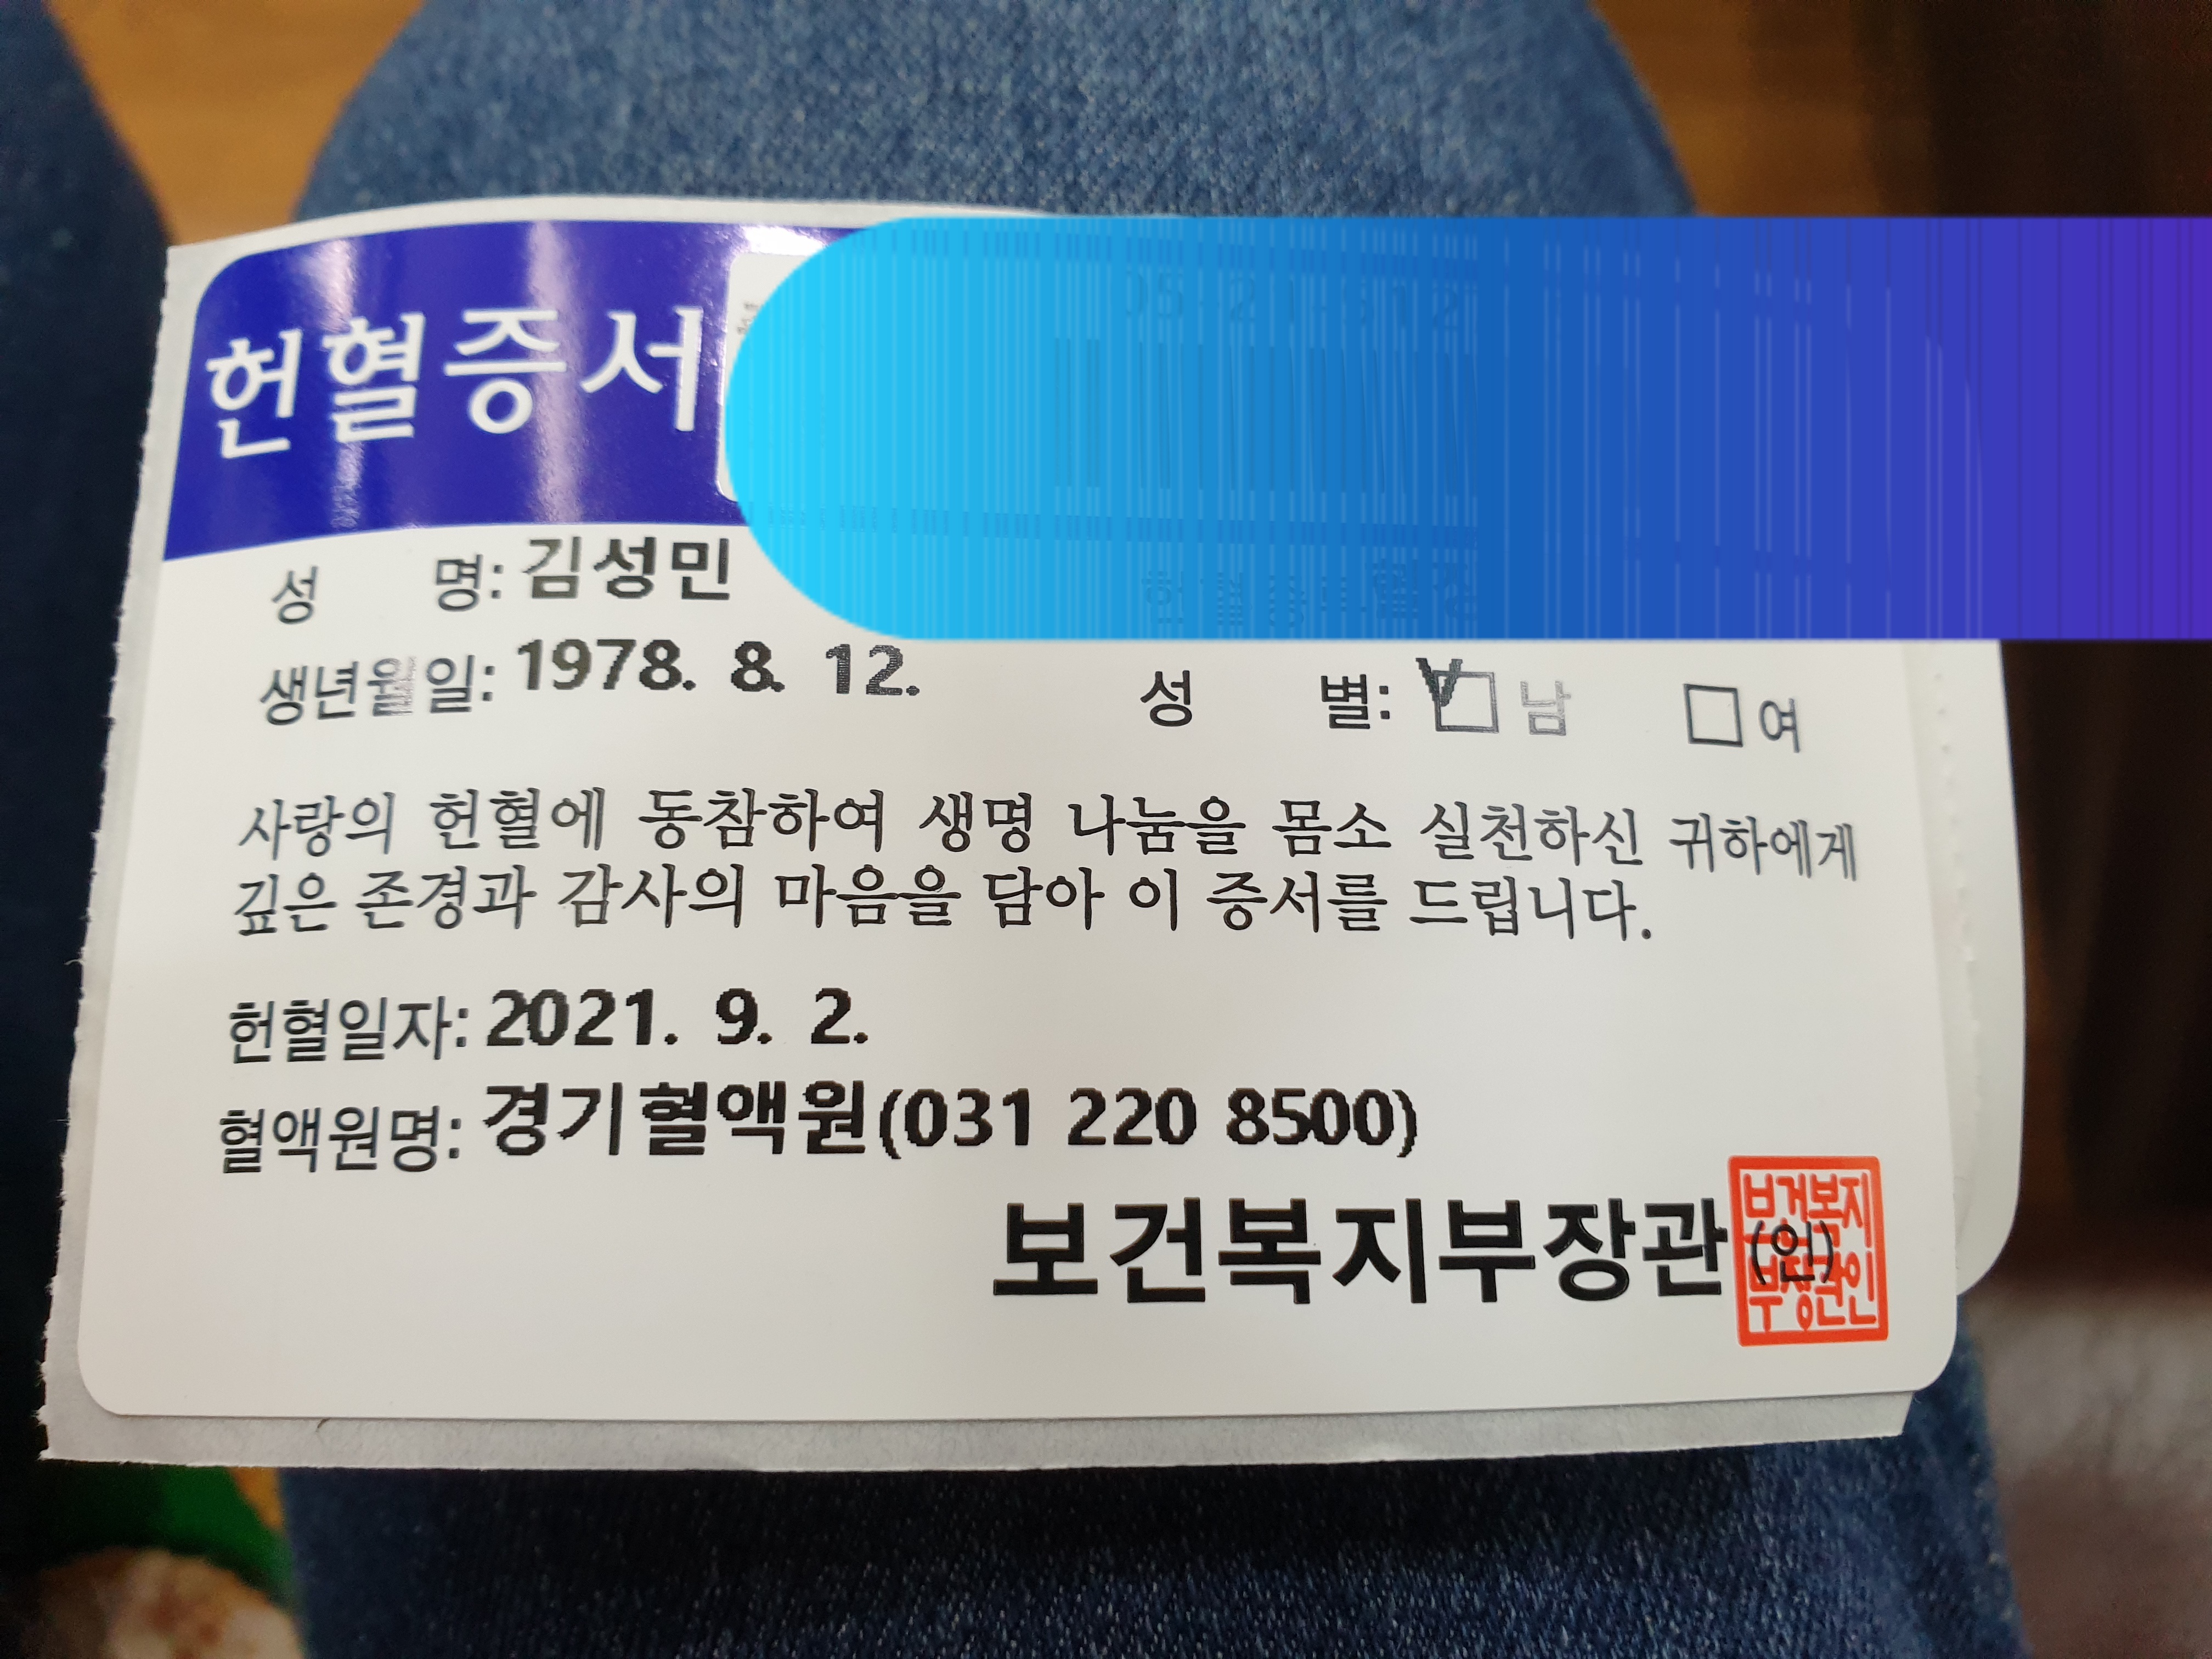 헌혈증서
성 명: 김성민
생년월일: 1978. 8. 12. 성 별: V□남 □여
사랑의 헌혈에 동참하여 생명 나눔을 몸소 실천하신 귀하에게
깊은 존경과 감사의 마음을 담아 이 증서를 드립니다.
헌혈일자: 2021. 9. 2.
혈액원명: 경기혈액원(031 220 8500)
보건복지부장관(인)
보건복지
부장관인